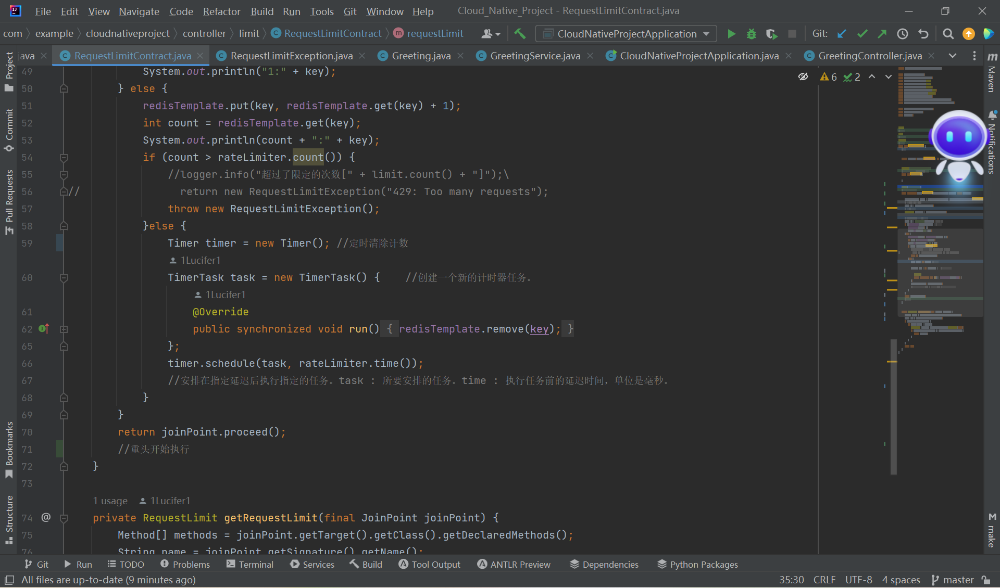 File Edit View Navigate Code Refactor Build Run Tools Git Window Help Cloud_Native_Project - RequestLimitContract.java
com example cloudnativeproject controller limit RequestLimitContract requestLimit CloudNativeProjectApplication Git:
ava RequestLimitContract.java RequestLimitException.java Greeting.java GreetingService.java CloudNativeProjectApplication.java GreetingController.java
Project
Commit
Pull Requests
Bookmarks
Structure
49 System.out.println("1:" + key);
6 2
50 } else {
51 redisTemplate.put(key, redisTemplate.get(key) + 1);
52 int count = redisTemplate.get(key);
53 System.out.println(count + ":" + key);
54 if (count > rateLimiter.count()) {
55 //logger.info("超过了限定的次数[" + limit.count() + "]");\
56 // return new RequestLimitException("429: Too many requests");
57 throw new RequestLimitException();
58 }else {
59 Timer timer = new Timer(); //定时清除计数
1Lucifer1
60 TimerTask task = new TimerTask() { //创建一个新的计时器任务。
1Lucifer1
61 @Override
62 public synchronized void run() { redisTemplate.remove(key); }
65 };
66 timer.schedule(task, rateLimiter.time());
67 //安排在指定延迟后执行指定的任务。task : 所要安排的任务。time : 执行任务前的延迟时间，单位是毫秒。
68 }
69 }
70 return joinPoint.proceed();
71 //重头开始执行
72 }
73
1 usage 1Lucifer1
74 @ private RequestLimit getRequestLimit(final JoinPoint joinPoint) {
75 Method[] methods = joinPoint.getTarget().getClass().getDeclaredMethods();
76 String name = joinPoint.getSignature().getName();
Maven
Notifications
make
Git Run TODO Problems Terminal Services Build Tool Output ANTLR Preview Dependencies Python Packages
All files are up-to-date (9 minutes ago) 35:30 CRLF UTF-8 4 spaces master